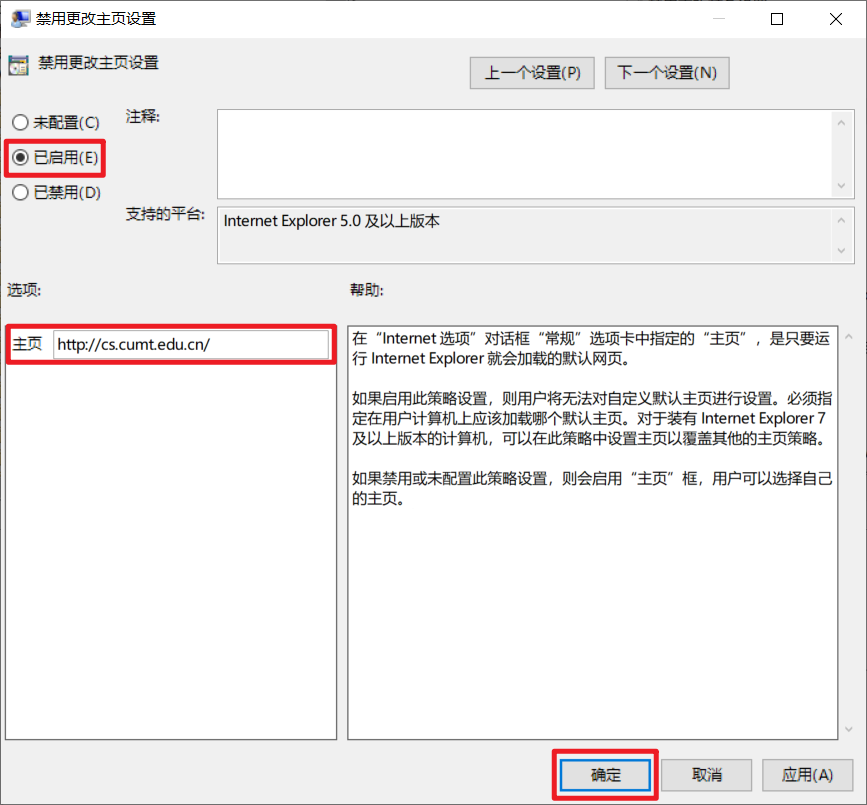 禁用更改主页设置
禁用更改主页设置
上一个设置(P)
下一个设置(N)
未配置(C)
注释:
已启用(E)
已禁用(D)
支持的平台:
Internet Explorer 5.0 及以上版本
选项:
帮助:
主页
http://cs.cumt.edu.cn/
在“Internet 选项”对话框“常规”选项卡中指定的“主页”，是只要运
行 Internet Explorer 就会加载的默认网页。
如果启用此策略设置，则用户将无法对自定义默认主页进行设置。必须指
定在用户计算机上应该加载哪个默认主页。对于装有 Internet Explorer 7
及以上版本的计算机，可以在此策略中设置主页以覆盖其他的主页策略。
如果禁用或未配置此策略设置，则会启用“主页”框，用户可以选择自己
的主页。
确定
取消
应用(A)